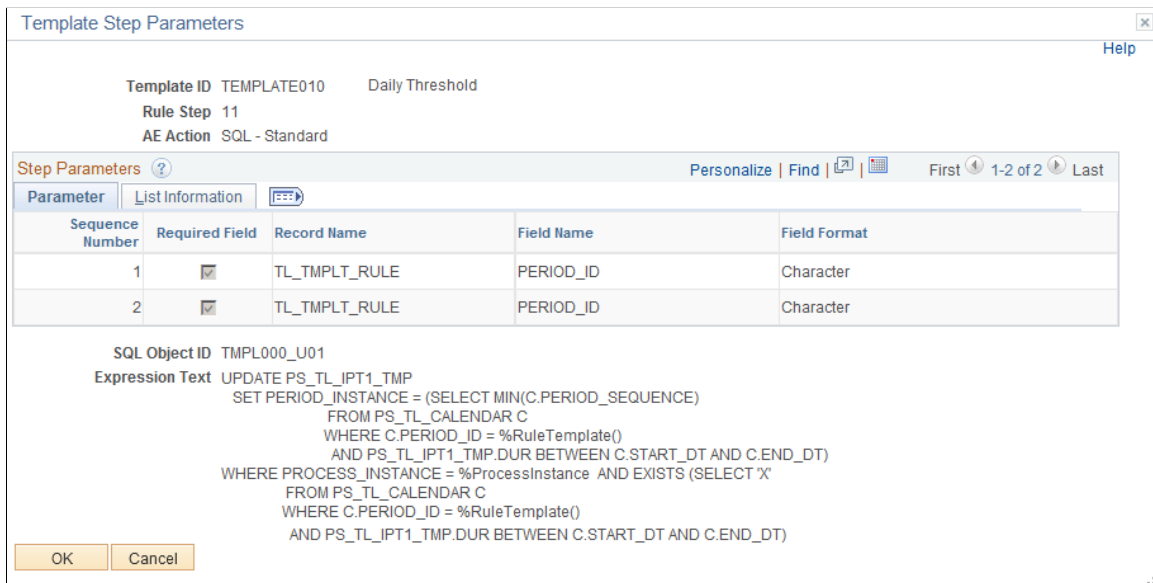 Template Step Parameters
Help
Template ID TEMPLATE010 Daily Threshold
Rule Step 11
AE Action SQL - Standard
Step Parameters ? Personalize | Find | | First 1-2 of 2 Last
Parameter List Information
Sequence Number Required Field Record Name Field Name Field Format
1 TL_TMPLT_RULE PERIOD_ID Character
2 TL_TMPLT_RULE PERIOD_ID Character
SQL Object ID TMPL000_U01
Expression Text UPDATE PS_TL_IPT1_TMP
SET PERIOD_INSTANCE = (SELECT MIN(C.PERIOD_SEQUENCE)
FROM PS_TL_CALENDAR C
WHERE C.PERIOD_ID = %RuleTemplate()
AND PS_TL_IPT1_TMP.DUR BETWEEN C.START_DT AND C.END_DT)
WHERE PROCESS_INSTANCE = %ProcessInstance AND EXISTS (SELECT 'X'
FROM PS_TL_CALENDAR C
WHERE C.PERIOD_ID = %RuleTemplate()
AND PS_TL_IPT1_TMP.DUR BETWEEN C.START_DT AND C.END_DT)
OK Cancel